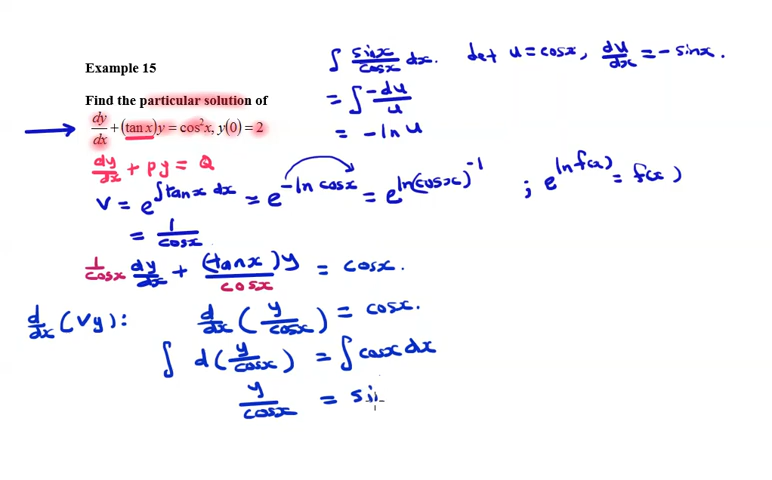 Example 15
Find the particular solution of
dy/dx + (tan x)y = cos²x, y(0) = 2
∫ sinx/cosx dx. Let u = cosx, du/dx = - sinx.
= ∫ -du/u
= - ln u
dy/dx + Py = Q
V = e^∫tanx dx = e^-ln cosx = e^ln(cosx)^-1 ; e^ln f(x) = f(x)
= 1/cosx
1/cosx dy/dx + (tanx)y/cosx = cosx.
d/dx (Vy): d/dx (y/cosx) = cosx.
∫ d(y/cosx) = ∫ cosx dx
y/cosx = si